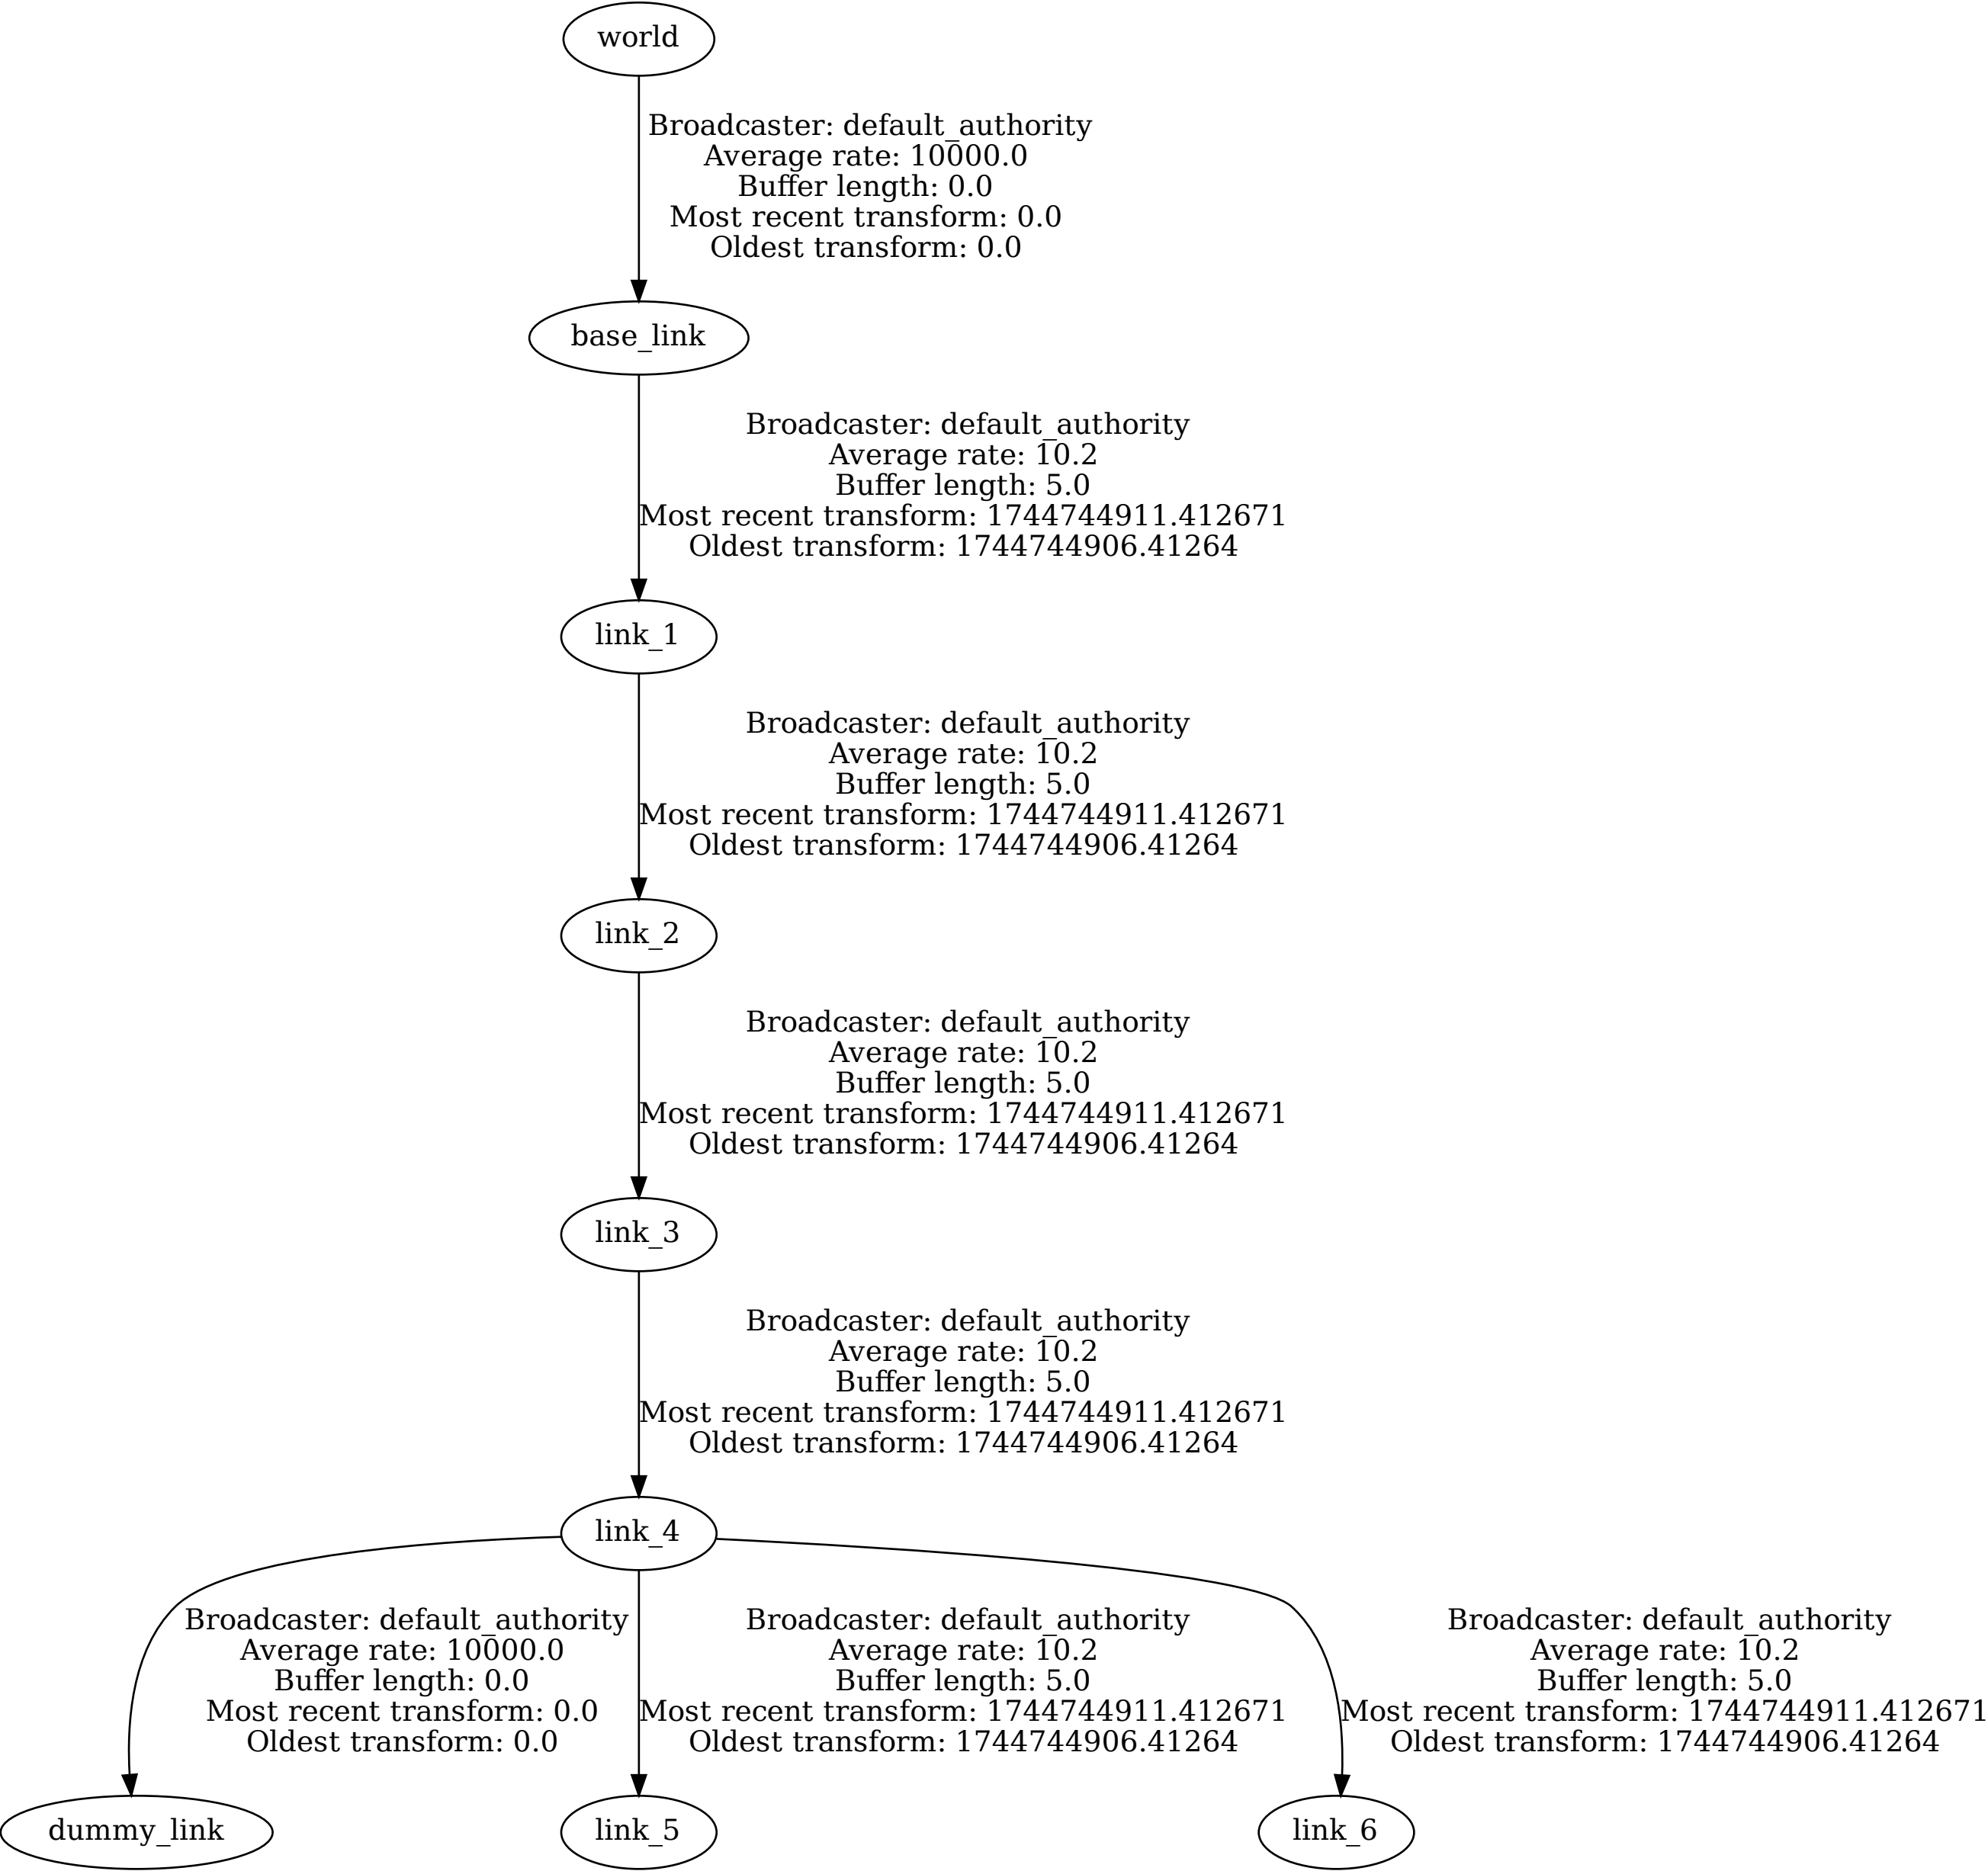 world
Broadcaster: default_authority
Average rate: 10000.0
Buffer length: 0.0
Most recent transform: 0.0
Oldest transform: 0.0
base_link
Broadcaster: default_authority
Average rate: 10.2
Buffer length: 5.0
Most recent transform: 1744744911.412671
Oldest transform: 1744744906.41264
link_1
Broadcaster: default_authority
Average rate: 10.2
Buffer length: 5.0
Most recent transform: 1744744911.412671
Oldest transform: 1744744906.41264
link_2
Broadcaster: default_authority
Average rate: 10.2
Buffer length: 5.0
Most recent transform: 1744744911.412671
Oldest transform: 1744744906.41264
link_3
Broadcaster: default_authority
Average rate: 10.2
Buffer length: 5.0
Most recent transform: 1744744911.412671
Oldest transform: 1744744906.41264
link_4
Broadcaster: default_authority
Average rate: 10000.0
Buffer length: 0.0
Most recent transform: 0.0
Oldest transform: 0.0
Broadcaster: default_authority
Average rate: 10.2
Buffer length: 5.0
Most recent transform: 1744744911.412671
Oldest transform: 1744744906.41264
Broadcaster: default_authority
Average rate: 10.2
Buffer length: 5.0
Most recent transform: 1744744911.412671
Oldest transform: 1744744906.41264
dummy_link
link_5
link_6